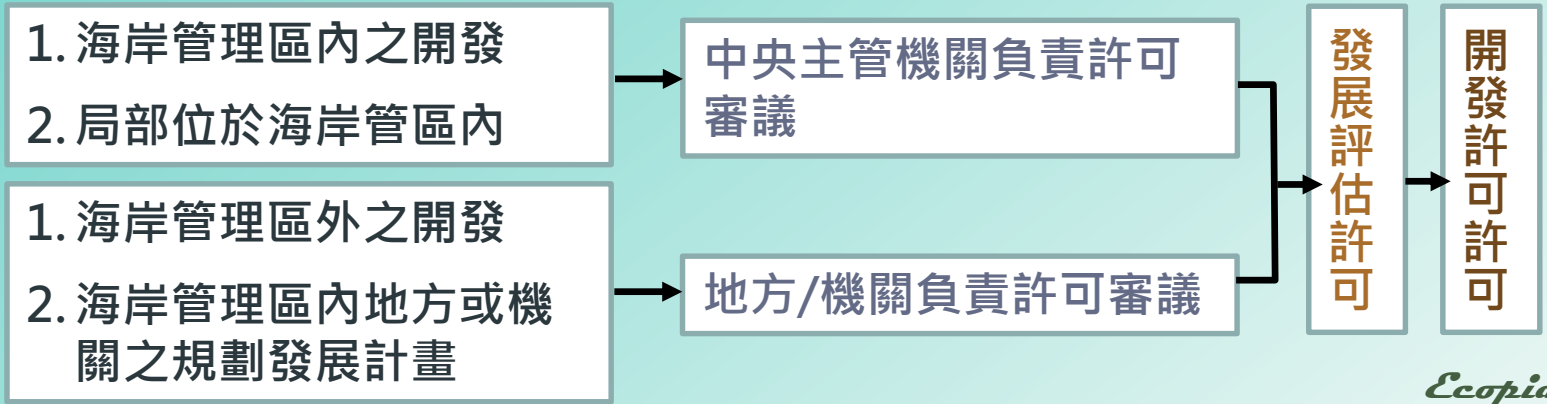 1. 海岸管理區內之開發
2. 局部位於海岸管區內
中央主管機關負責許可
審議
1. 海岸管理區外之開發
2. 海岸管理區內地方或機
關之規劃發展計畫
地方/機關負責許可審議
發展評估許可
開發許可許可